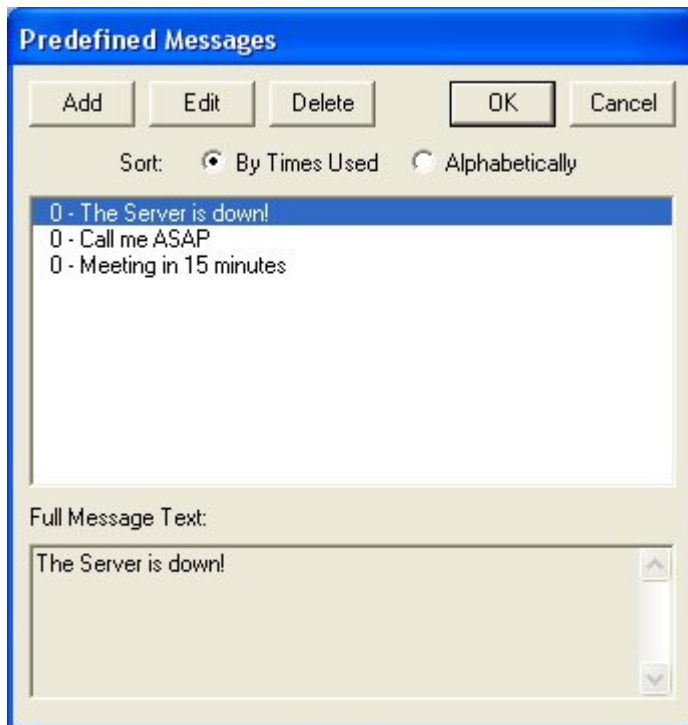 Predefined Messages
Add Edit Delete OK Cancel
Sort: By Times Used Alphabetically
0 - The Server is down!
0 - Call me ASAP
0 - Meeting in 15 minutes
Full Message Text:
The Server is down!